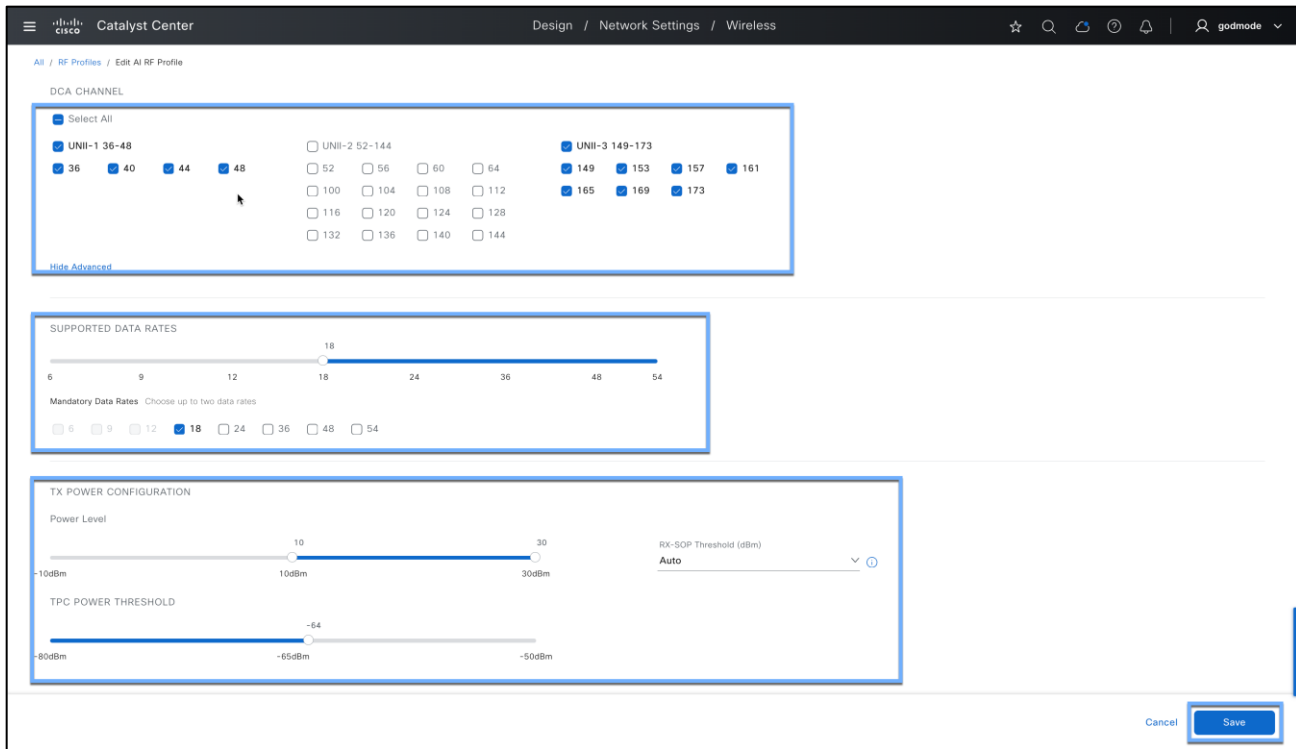 CISCO Catalyst Center Design / Network Settings / Wireless godmode
All / RF Profiles / Edit AI RF Profile
DCA CHANNEL
Select All
UNII-1 36-48 UNII-2 52-144 UNII-3 149-173
36 40 44 48 52 56 60 64 149 153 157 161
100 104 108 112 165 169 173
116 120 124 128
132 136 140 144
Hide Advanced
SUPPORTED DATA RATES
18
6 9 12 18 24 36 48 54
Mandatory Data Rates Choose up to two data rates
6 9 12 18 24 36 48 54
TX POWER CONFIGURATION
Power Level
10 30 RX-SOP Threshold (dBm)
Auto
-10dBm 10dBm 30dBm
TPC POWER THRESHOLD
-64
-80dBm -65dBm -50dBm
Cancel Save